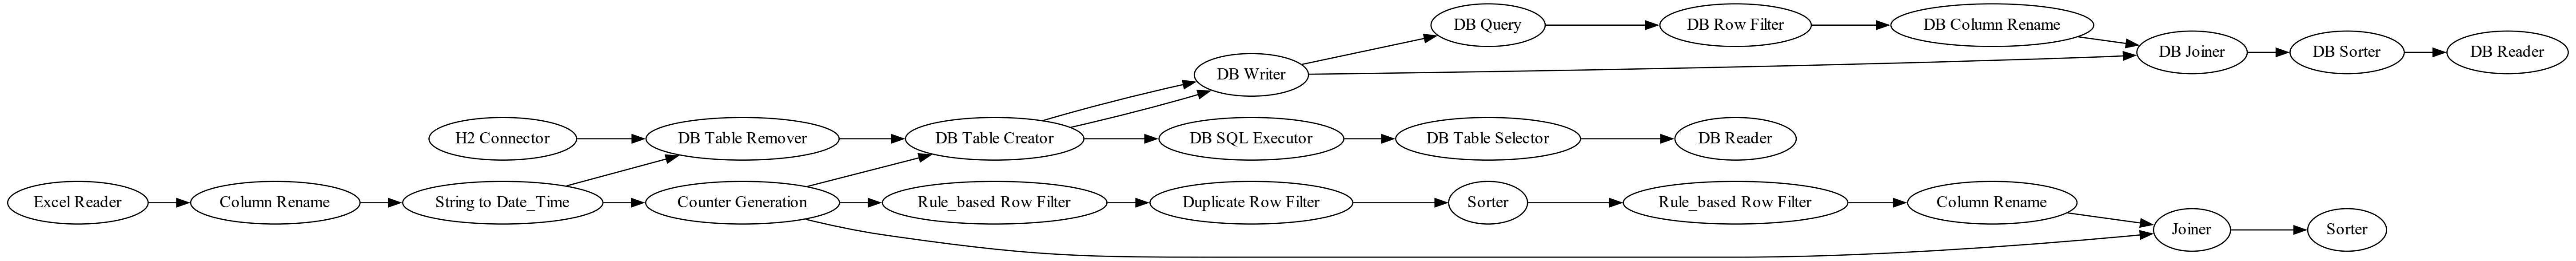 DB Query
DB Row Filter
DB Column Rename
DB Writer
DB Joiner
DB Sorter
DB Reader
H2 Connector
DB Table Remover
DB Table Creator
DB SQL Executor
DB Table Selector
DB Reader
Excel Reader
Column Rename
String to Date_Time
Counter Generation
Rule_based Row Filter
Duplicate Row Filter
Sorter
Rule_based Row Filter
Column Rename
Joiner
Sorter